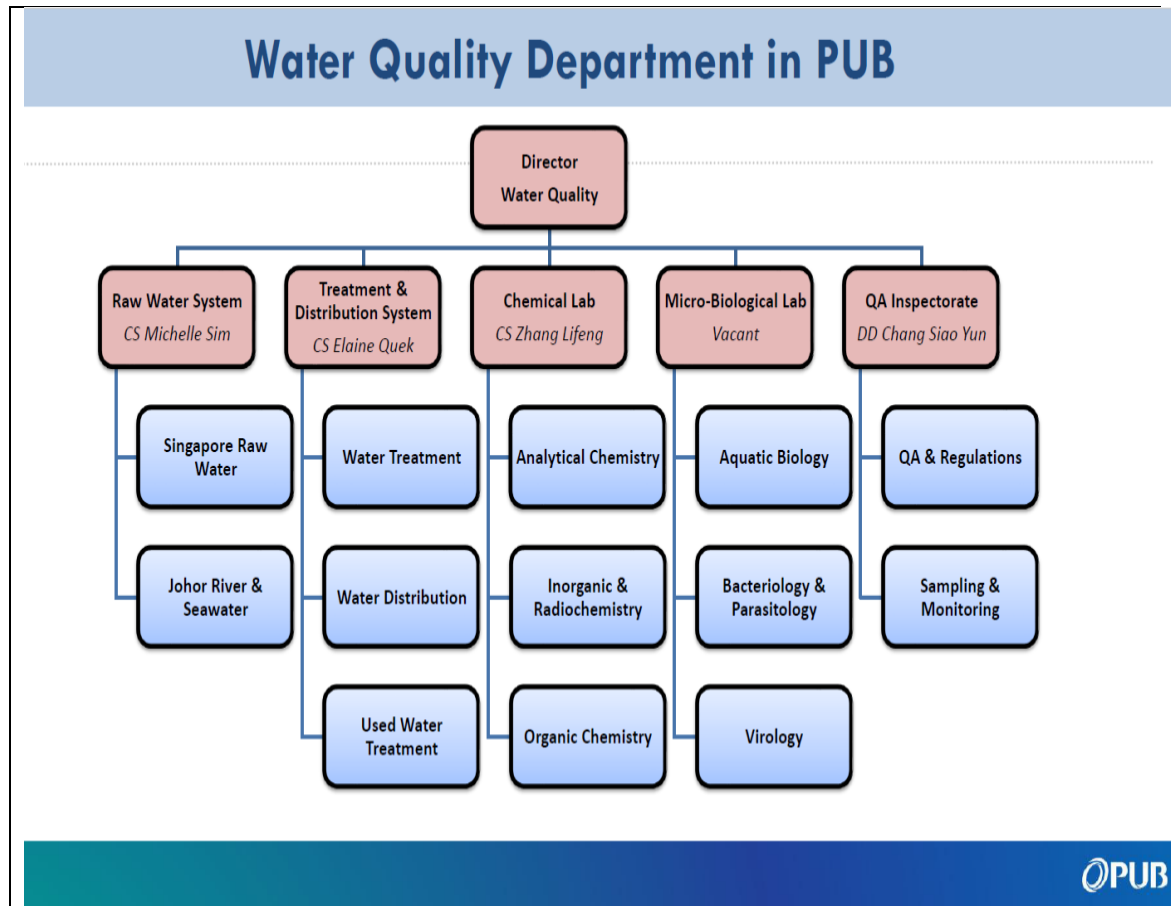 Water Quality Department in PUB
Director
Water Quality
Raw Water System
CS Michelle Sim
Treatment &
Distribution System
CS Elaine Quek
Chemical Lab
CS Zhang Lifeng
Micro-Biological Lab
Vacant
QA Inspectorate
DD Chang Siao Yun
Singapore Raw
Water
Water Treatment
Analytical Chemistry
Aquatic Biology
QA & Regulations
Johor River &
Seawater
Water Distribution
Inorganic &
Radiochemistry
Bacteriology &
Parasitology
Sampling &
Monitoring
Used Water
Treatment
Organic Chemistry
Virology
PUB